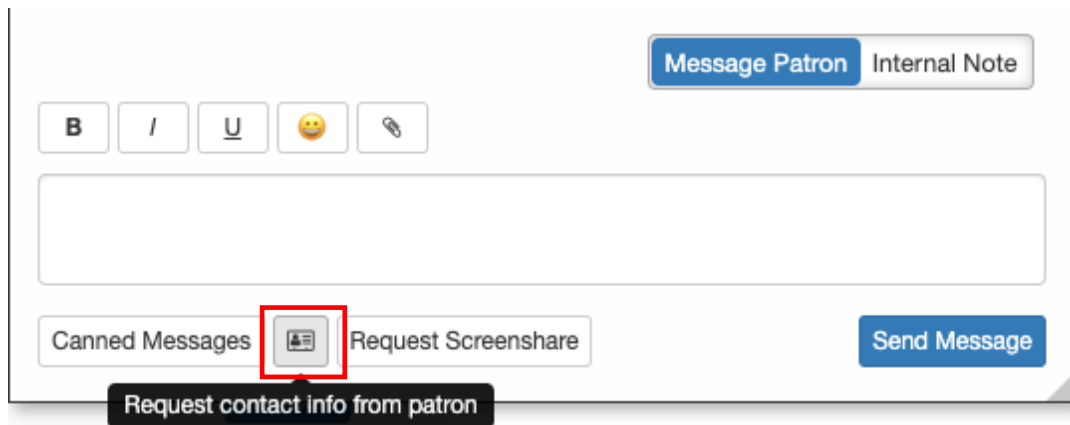 Message Patron Internal Note
B I U
Canned Messages Request Screenshare Send Message
Request contact info from patron